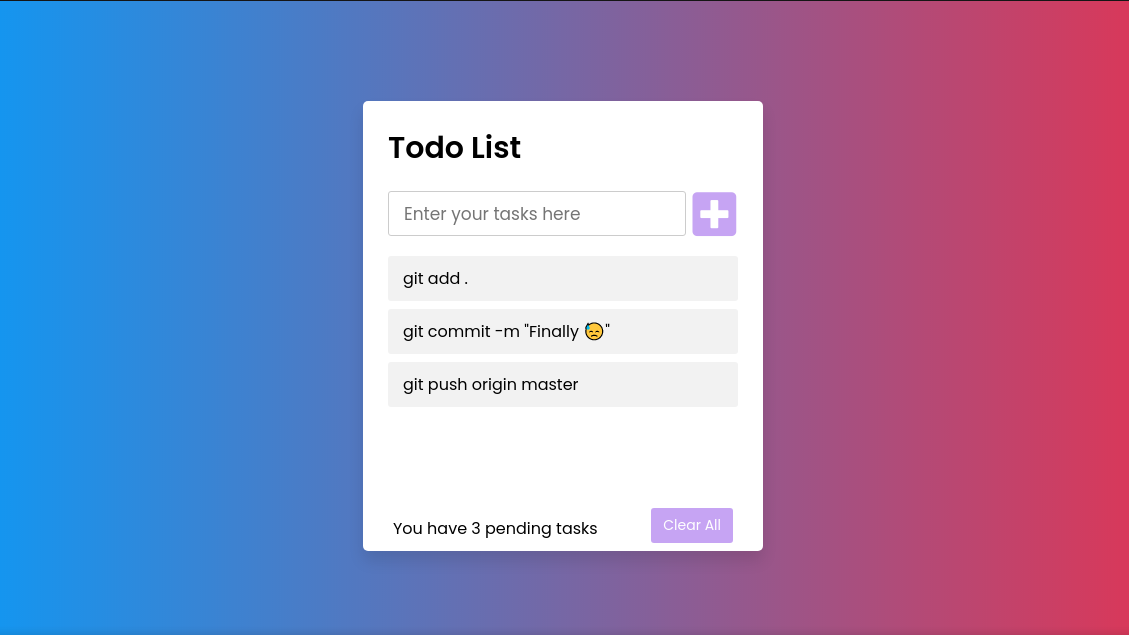 Todo List
Enter your tasks here
git add .
git commit -m "Finally 😓"
git push origin master
You have 3 pending tasks
Clear All